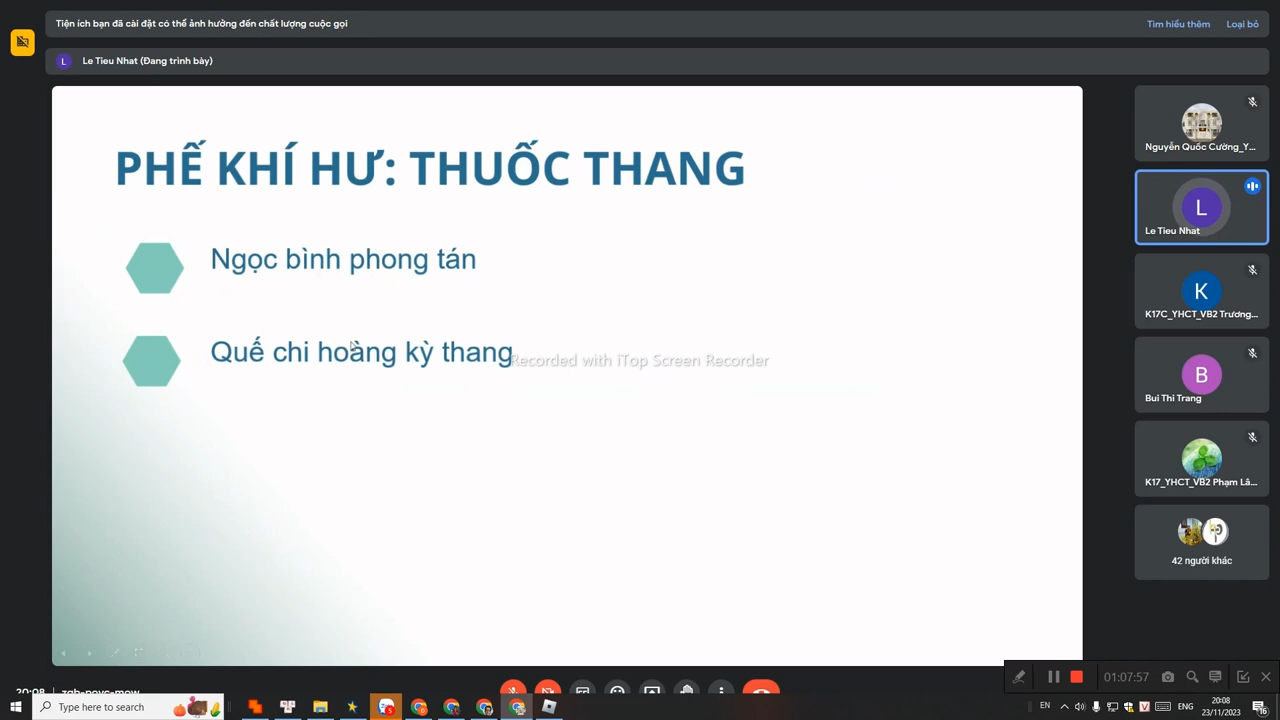 Tiện ích bạn đã cài đặt có thể ảnh hưởng đến chất lượng cuộc gọi
Tìm hiểu thêm
Loại bỏ
L
Le Tieu Nhat (Đang trình bày)
PHẾ KHÍ HƯ: THUỐC THANG
Ngọc bình phong tán
Quế chi hoàng kỳ thang
Recorded with iTop Screen Recorder
Nguyễn Quốc Cường_Y...
L
Le Tieu Nhat
K
K17C_YHCT_VB2 Trương...
B
Bui Thi Trang
K17_YHCT_VB2 Phạm Lâ...
42 người khác
01:07:57
Type here to search
EN
ENG
20:08
23/11/2023